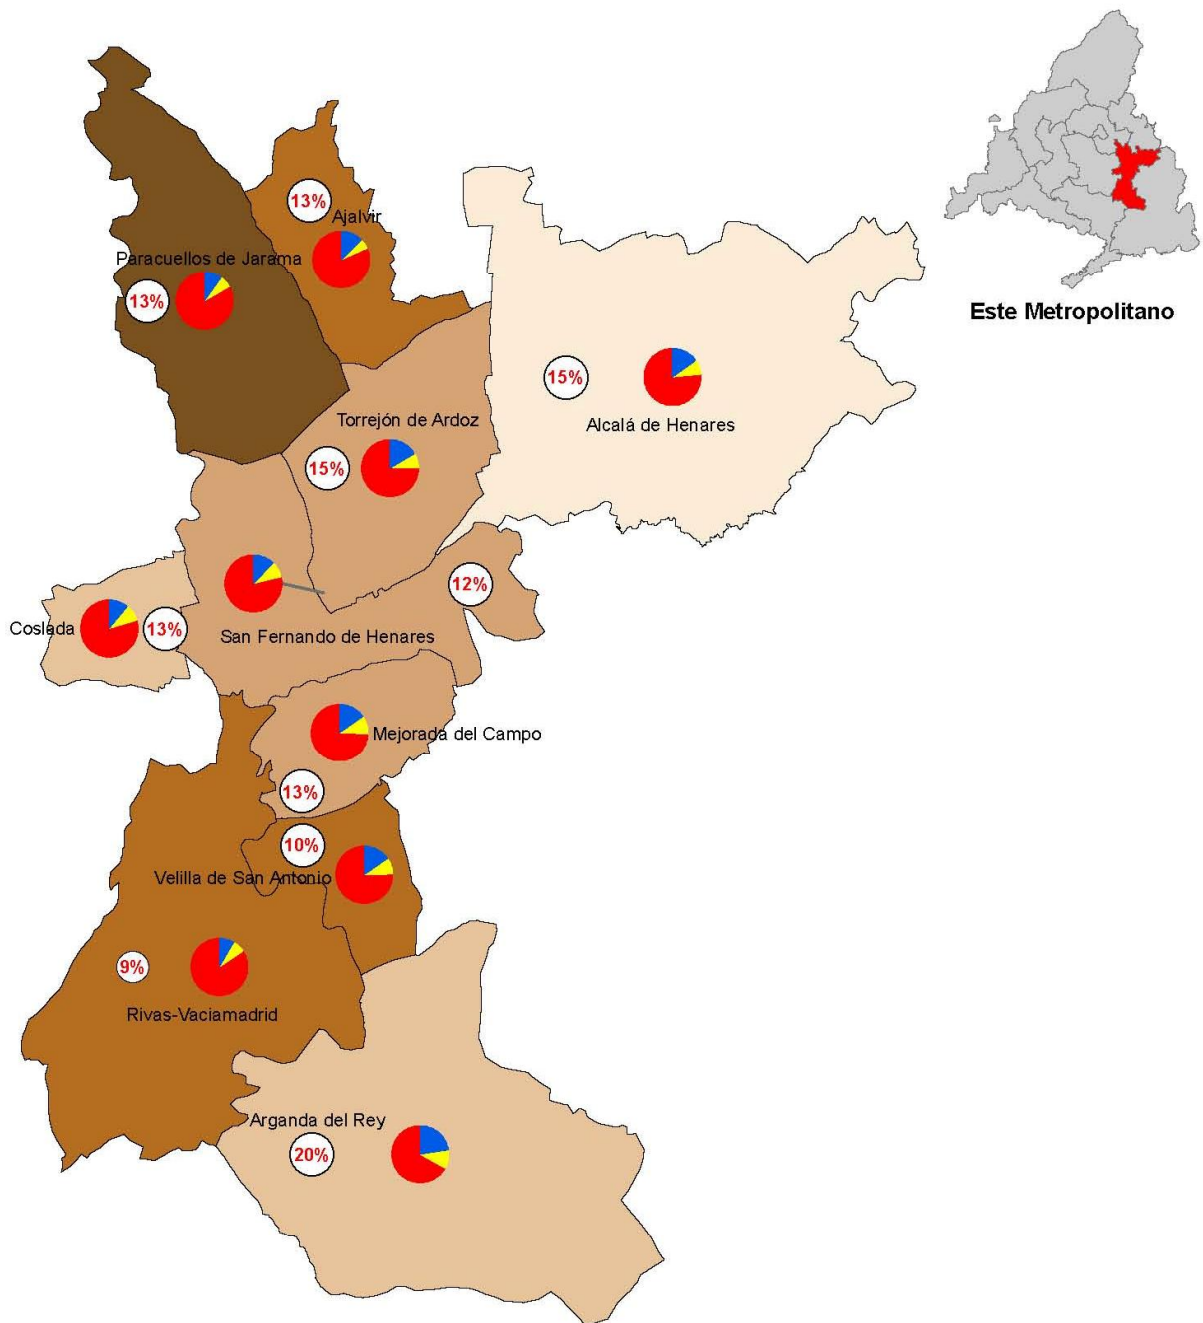 13%
Ajalvir
Paracuellos de Jarama
13%
Este Metropolitano
15%
Alcalá de Henares
Torrejón de Ardoz
15%
12%
Coslada
13%
San Fernando de Henares
Mejorada del Campo
13%
10%
Velilla de San Antonio
9%
Rivas-Vaciamadrid
Arganda del Rey
20%